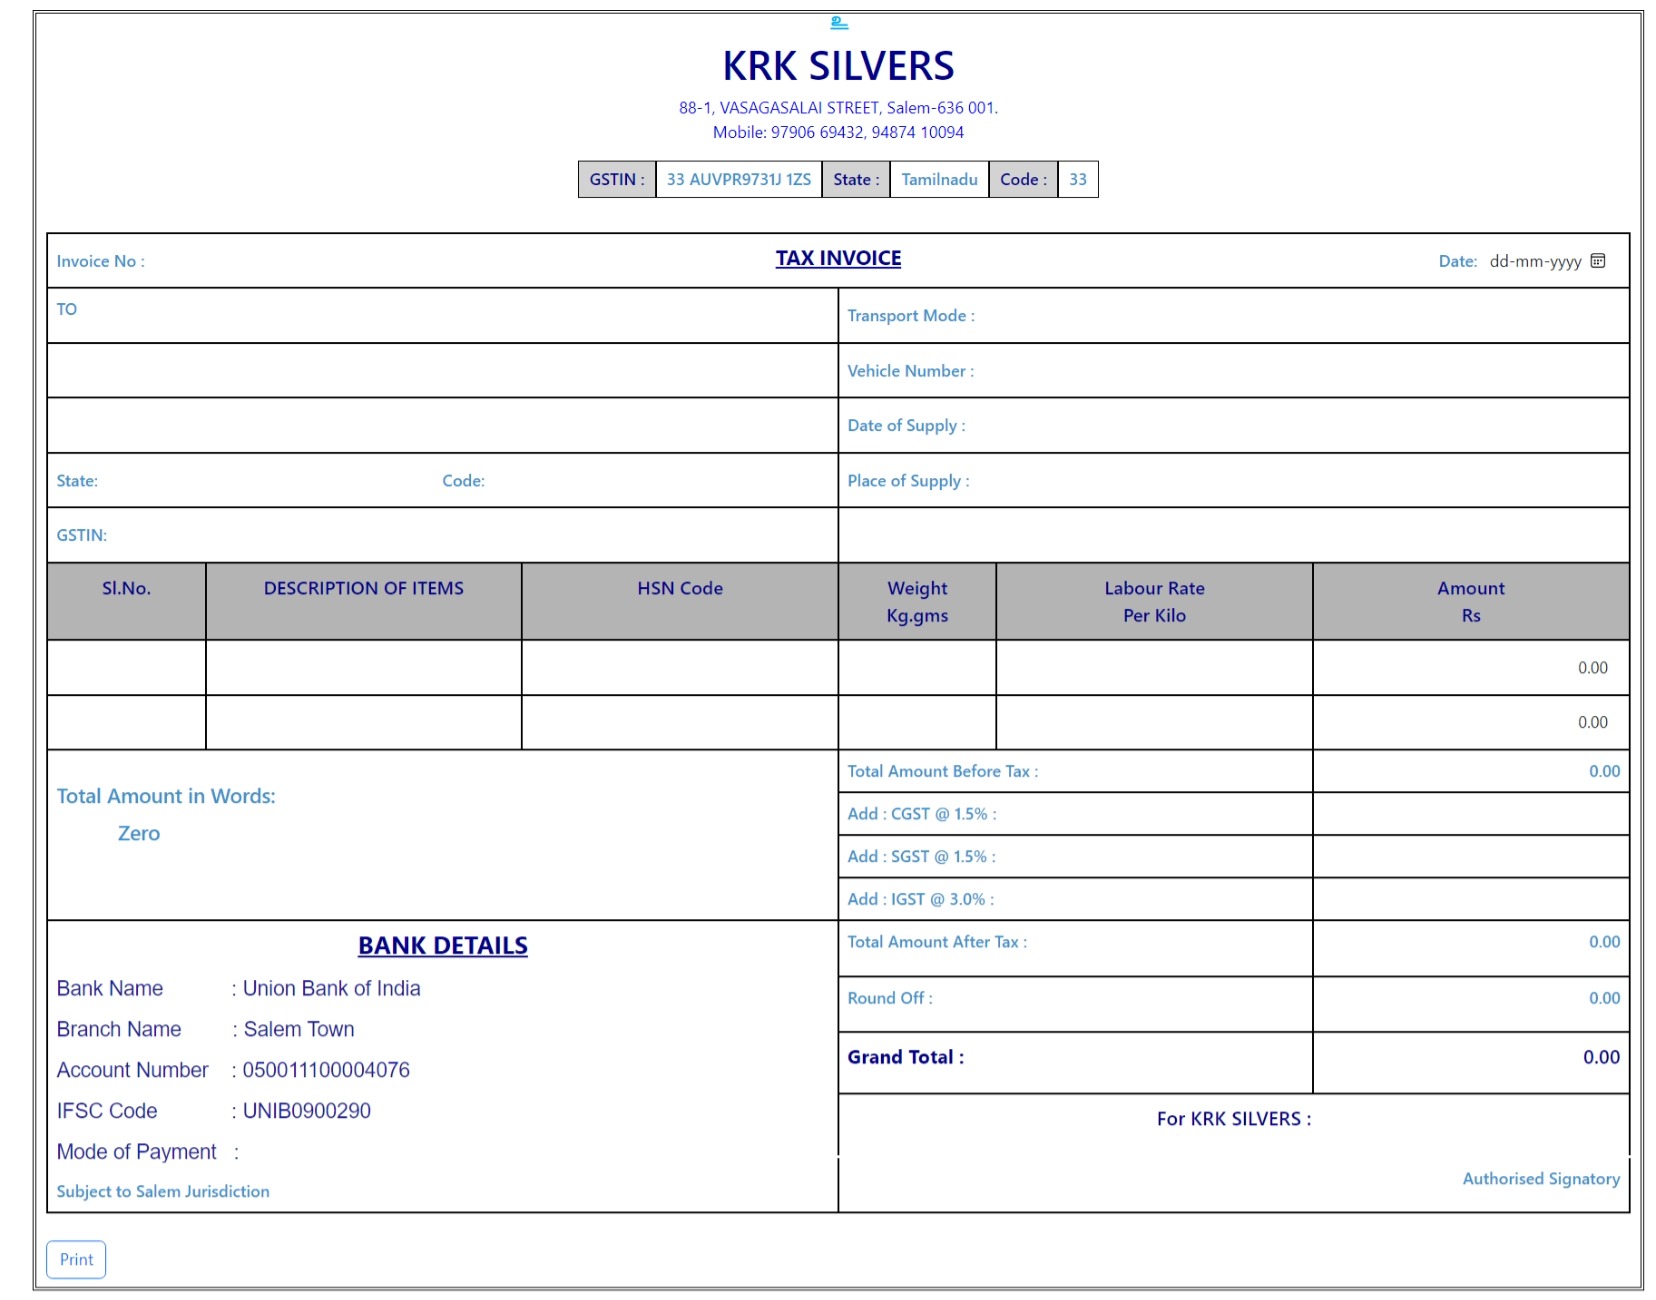 உ
KRK SILVERS
88-1, VASAGASALAI STREET, Salem-636 001.
Mobile: 97906 69432, 94874 10094
GSTIN : 33 AUVPR9731J 1ZS State : Tamilnadu Code : 33
Invoice No : TAX INVOICE Date: dd-mm-yyyy
TO Transport Mode :
Vehicle Number :
Date of Supply :
State: Code: Place of Supply :
GSTIN:
Sl.No. DESCRIPTION OF ITEMS HSN Code Weight Kg.gms Labour Rate Per Kilo Amount Rs
0.00
0.00
Total Amount in Words:
Zero
Total Amount Before Tax : 0.00
Add : CGST @ 1.5% :
Add : SGST @ 1.5% :
Add : IGST @ 3.0% :
BANK DETAILS
Bank Name : Union Bank of India
Branch Name : Salem Town
Account Number : 050011100004076
IFSC Code : UNIB0900290
Mode of Payment :
Subject to Salem Jurisdiction
Total Amount After Tax : 0.00
Round Off : 0.00
Grand Total : 0.00
For KRK SILVERS :
Authorised Signatory
Print